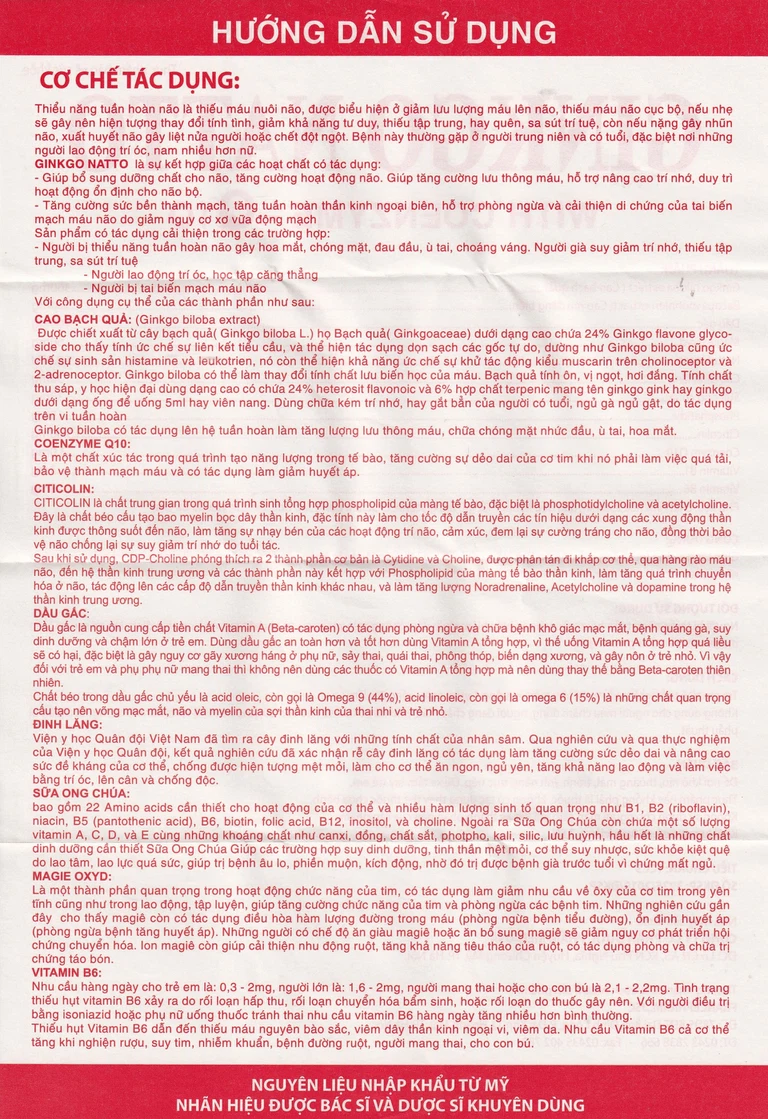 HƯỚNG DẪN SỬ DỤNG
CƠ CHẾ TÁC DỤNG:
Thiểu năng tuần hoàn não là thiếu máu nuôi não, được biểu hiện ở giảm lưu lượng máu lên não, thiếu máu não cục bộ, nếu nhẹ
sẽ gây nên hiện tượng thay đổi tính tình, giảm khả năng tư duy, thiếu tập trung, hay quên, sa sút trí tuệ, còn nếu nặng gây nhũn
não, xuất huyết não gây liệt nửa người hoặc chết đột ngột. Bệnh này thường gặp ở người trung niên và có tuổi, đặc biệt nơi những
người lao động trí óc, nam nhiều hơn nữ.
GINKGO NATTO là sự kết hợp giữa các hoạt chất có tác dụng:
- Giúp bổ sung dưỡng chất cho não, tăng cường hoạt động não. Giúp tăng cường lưu thông máu, hỗ trợ nâng cao trí nhớ, duy trì
hoạt động ổn định cho não bộ.
- Tăng cường sức bền thành mạch, tăng tuần hoàn thần kinh ngoại biên, hỗ trợ phòng ngừa và cải thiện di chứng của tai biến
mạch máu não do giảm nguy cơ xơ vữa động mạch
Sản phẩm có tác dụng cải thiện trong các trường hợp:
- Người bị thiểu năng tuần hoàn não gây hoa mắt, chóng mặt, đau đầu, ù tai, choáng váng. Người già suy giảm trí nhớ, thiếu tập
trung, sa sút trí tuệ
- Người lao động trí óc, học tập căng thẳng
- Người bị tai biến mạch máu não
Với công dụng cụ thể của các thành phần như sau:
CAO BẠCH QUẢ: (Ginkgo biloba extract)
Được chiết xuất từ cây bạch quả( Ginkgo biloba L.) họ Bạch quả( Ginkgoaceae) dưới dạng cao chứa 24% Ginkgo flavone glyco-
side cho thấy tính ức chế sự liên kết tiểu cầu, và thể hiện tác dụng dọn sạch các gốc tự do, dường như Ginkgo biloba cũng ức
chế sự sinh sản histamine và leukotrien, nó còn thể hiện khả năng ức chế sự khử tác động kiểu muscarin trên cholinoceptor và
2-adrenoceptor. Ginkgo biloba có thể làm thay đổi tính chất lưu biến học của máu. Bạch quả tính ôn, vị ngọt, hơi đắng. Tính chất
thu sáp, y học hiện đại dùng dạng cao có chứa 24% heterosit flavonoic và 6% hợp chất terpenic mang tên ginkgo gink hay ginkgo
dưới dạng ống để uống 5ml hay viên nang. Dùng chữa kém trí nhớ, hay gắt bẳn của người có tuổi, ngủ gà ngủ gật, do tác dụng
trên vi tuần hoàn
Ginkgo biloba có tác dụng lên hệ tuần hoàn làm tăng lượng lưu thông máu, chữa chóng mặt nhức đầu, ù tai, hoa mắt.
COENZYME Q10:
Là một chất xúc tác trong quá trình tạo năng lượng trong tế bào, tăng cường sự dẻo dai của cơ tim khi nó phải làm việc quá tải,
bảo vệ thành mạch máu và có tác dụng làm giảm huyết áp.
CITICOLIN:
CITICOLIN là chất trung gian trong quá trình sinh tổng hợp phospholipid của màng tế bào, đặc biệt là phosphotidylcholine và acetylcholine.
Đây là chất béo cấu tạo bao myelin bọc dây thần kinh, đặc tính này làm cho tốc độ dẫn truyền các tín hiệu dưới dạng các xung động thần
kinh được thông suốt đến não, làm tăng sự nhạy bén của các hoạt động trí não, cảm xúc, đem lại sự cường tráng cho não, đồng thời bảo
vệ não chống lại sự suy giảm trí nhớ do tuổi tác.
Sau khi sử dụng, CDP-Choline phóng thích ra 2 thành phần cơ bản là Cytidine và Choline, được phân tán đi khắp cơ thể, qua hàng rào máu
não, đến hệ thần kinh trung ương và các thành phần này kết hợp với Phospholipid của màng tế bào thần kinh, làm tăng quá trình chuyển
hóa ở não, tác động lên các cấp độ dẫn truyền thần kinh khác nhau, và làm tăng lượng Noradrenaline, Acetylcholine và dopamine trong hệ
thần kinh trung ương.
DẦU GẤC:
Dầu gấc là nguồn cung cấp tiền chất Vitamin A (Beta-caroten) có tác dụng phòng ngừa và chữa bệnh khô giác mạc mắt, bệnh quáng gà, suy
dinh dưỡng và chậm lớn ở trẻ em. Dùng dầu gấc an toàn hơn và tốt hơn dùng Vitamin A tổng hợp, vì thể uống Vitamin A tổng hợp quá liều
sẽ có hại, đặc biệt là gây nguy cơ gãy xương háng ở phụ nữ, sảy thai, quái thai, phông thóp, biến dạng xương, và gây nôn ở trẻ nhỏ. Vì vậy
đối với trẻ em và phụ phụ nữ mang thai thì không nên dùng các thuốc có Vitamin A tổng hợp mà nên dùng thay thế bằng Beta-caroten thiên
nhiên.
Chất béo trong dầu gấc chủ yếu là acid oleic, còn gọi là Omega 9 (44%), acid linoleic, còn gọi là omega 6 (15%) là những chất quan trọng
cấu tạo nên võng mạc mắt, não và myelin của sợi thần kinh của thai nhi và trẻ nhỏ.
ĐINH LĂNG:
Viện y học Quân đội Việt Nam đã tìm ra cây đinh lăng với những tính chất của nhân sâm. Qua nghiên cứu và qua thực nghiệm
của Viện y học Quân đội, kết quả nghiên cứu đã xác nhận rễ cây đinh lăng có tác dụng làm tăng cường sức dẻo dai và nâng cao
sức đề kháng của cơ thể, chống được hiện tượng mệt mỏi, làm cho cơ thể ăn ngon, ngủ yên, tăng khả năng lao động và làm việc
bằng trí óc, lên cân và chống độc.
SỮA ONG CHÚA:
bao gồm 22 Amino acids cần thiết cho hoạt động của cơ thể và nhiều hàm lượng sinh tố quan trọng như B1, B2 (riboflavin),
niacin, B5 (pantothenic acid), B6, biotin, folic acid, B12, inositol, và choline. Ngoài ra Sữa Ong Chúa còn chứa một số lượng
vitamin A, C, D, và E cùng những khoáng chất như canxi, đồng, chất sắt, photpho, kali, silic, lưu huỳnh, hầu hết là những chất
dinh dưỡng cần thiết Sữa Ong Chúa Giúp các trường hợp suy dinh dưỡng, tinh thần mệt mỏi, cơ thể suy nhược, sức khỏe kiệt quệ
do lao tâm, lao lực quá sức, giúp trị bệnh âu lo, phiền muộn, kích động, nhờ đó trị được bệnh già trước tuổi vì chứng mất ngủ.
MAGIE OXYD:
Là một thành phần quan trọng trong hoạt động chức năng của tim, có tác dụng làm giảm nhu cầu về ôxy của cơ tim trong yên
tĩnh cũng như trong lao động, tập luyện, giúp tăng cường chức năng của tim và phòng ngừa các bệnh tim. Những nghiên cứu gần
đây cho thấy magiê còn có tác dụng điều hòa hàm lượng đường trong máu (phòng ngừa bệnh tiểu đường), ổn định huyết áp
(phòng ngừa bệnh tăng huyết áp). Những người có chế độ ăn giàu magiê hoặc ăn bổ sung magiê sẽ giảm nguy cơ phát triển hội
chứng chuyển hóa. Ion magiê còn giúp cải thiện nhu động ruột, tăng khả năng tiêu tháo của ruột, có tác dụng phòng và chữa trị
chứng táo bón.
VITAMIN B6:
Nhu cầu hàng ngày cho trẻ em là: 0,3 - 2mg, người lớn là: 1,6 - 2mg, người mang thai hoặc cho con bú là 2,1 - 2,2mg. Tình trạng
thiếu hụt vitamin B6 xảy ra do rối loạn hấp thu, rối loạn chuyển hóa bẩm sinh, hoặc rối loạn do thuốc gây nên. Với người điều trị
bằng isoniazid hoặc phụ nữ uống thuốc tránh thai nhu cầu vitamin B6 hàng ngày tăng nhiều hơn bình thường.
Thiếu hụt Vitamin B6 dẫn đến thiếu máu nguyên bào sắc, viêm dây thần kinh ngoại vi, viêm da. Nhu cầu Vitamin B6 cả cơ thể
tăng khi nghiện rượu, suy tim, nhiễm khuẩn, bệnh đường ruột, người mang thai, cho con bú.
NGUYÊN LIỆU NHẬP KHẨU TỪ MỸ
NHÃN HIỆU ĐƯỢC BÁC SĨ VÀ DƯỢC SĨ KHUYÊN DÙNG